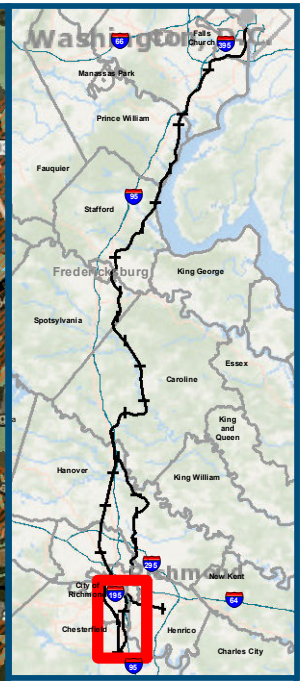 Washington, D.C.
66
Falls
Church
395
Manassas Park
Prince William
Fauquier
95
Stafford
Fredericksburg
King George
Spotsylvania
Essex
Caroline
King
and
Queen
Hanover
King William
295
Richmond
New Kent
City of
Richmond
195
64
Chesterfield
Henrico
95
Charles City